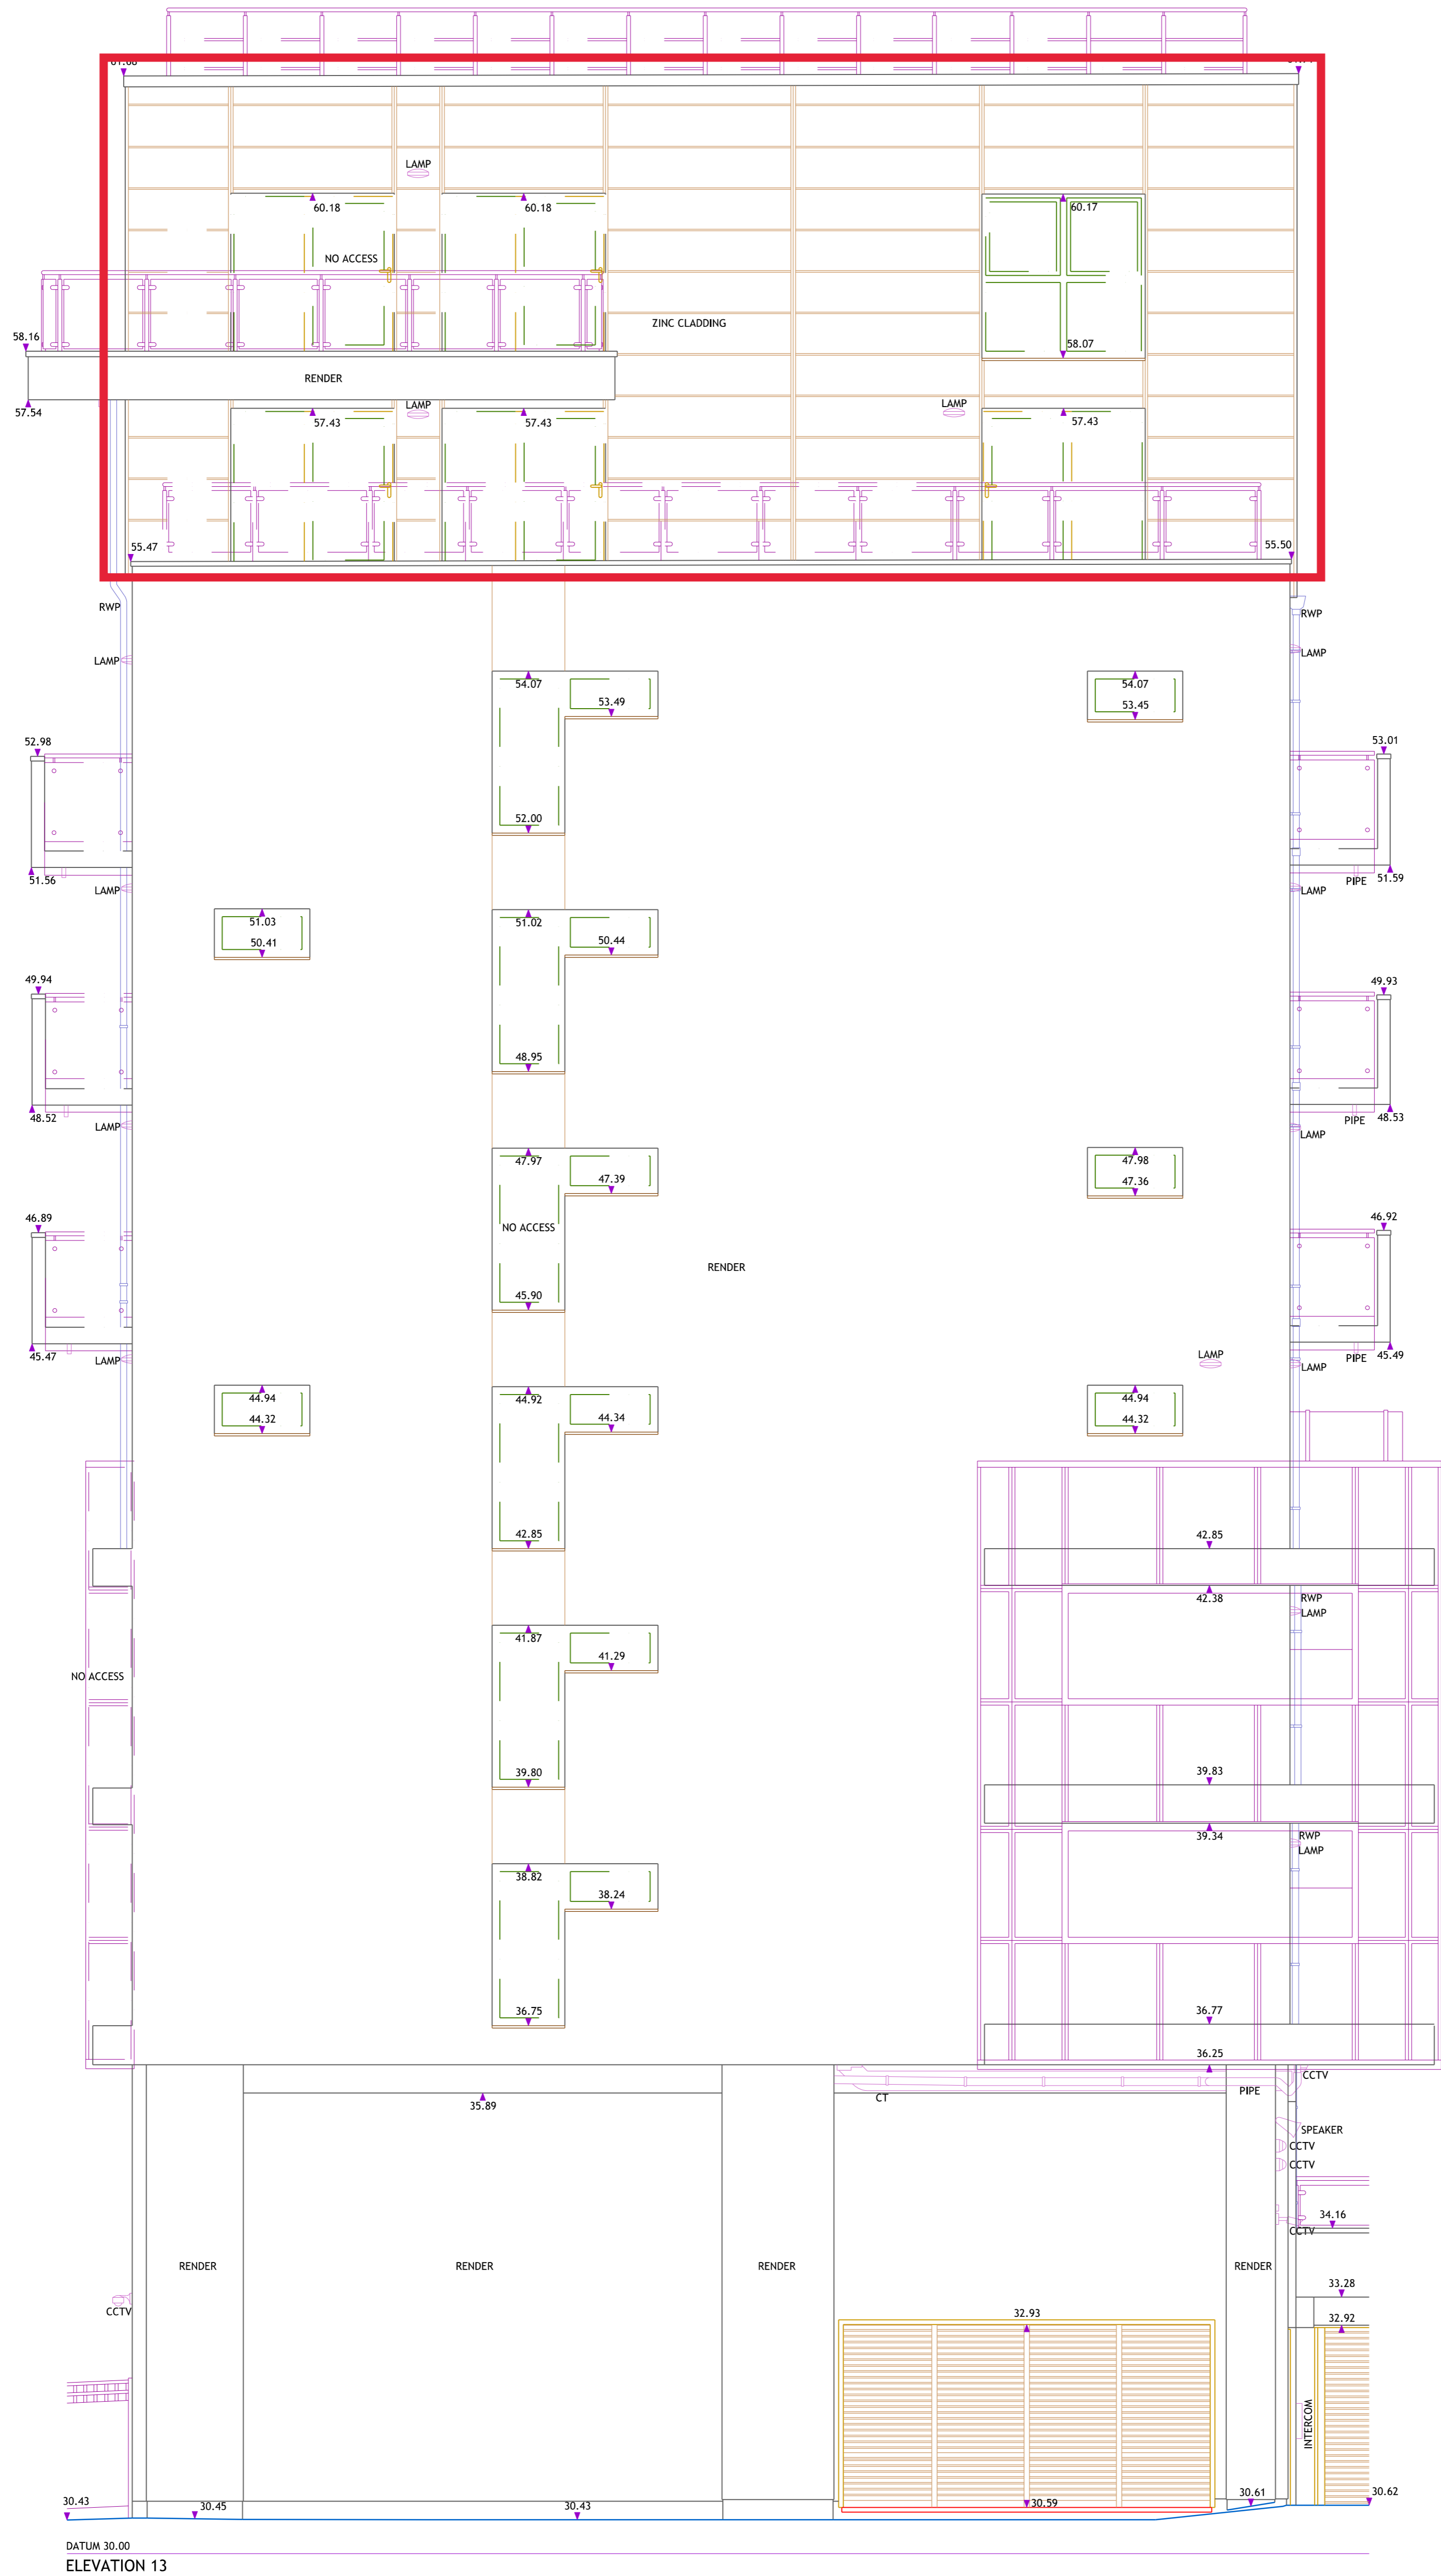 LAMP
60.18
60.18
60.17
NO ACCESS
ZINC CLADDING
58.16
58.07
RENDER
57.54
LAMP
LAMP
57.43
57.43
57.43
55.47
55.50
RWP
RWP
LAMP
LAMP
54.07
54.07
53.49
53.45
52.98
53.01
52.00
51.56
51.59
PIPE
LAMP
LAMP
51.03
51.02
50.41
50.44
49.94
49.93
48.95
48.52
48.53
PIPE
LAMP
LAMP
47.97
47.98
47.39
47.36
46.89
46.92
NO ACCESS
RENDER
45.90
45.47
45.49
LAMP
PIPE
LAMP
LAMP
44.94
44.92
44.94
44.32
44.34
44.32
42.85
42.85
42.38
RWP
LAMP
41.87
41.29
NO ACCESS
39.80
39.83
39.34
RWP
LAMP
38.82
38.24
36.75
36.77
36.25
CCTV
PIPE
CT
35.89
SPEAKER
CCTV
CCTV
34.16
CCTV
RENDER
RENDER
RENDER
RENDER
33.28
CCTV
32.93
32.92
INTERCOM
30.43
30.45
30.43
30.59
30.61
30.62
DATUM 30.00
ELEVATION 13